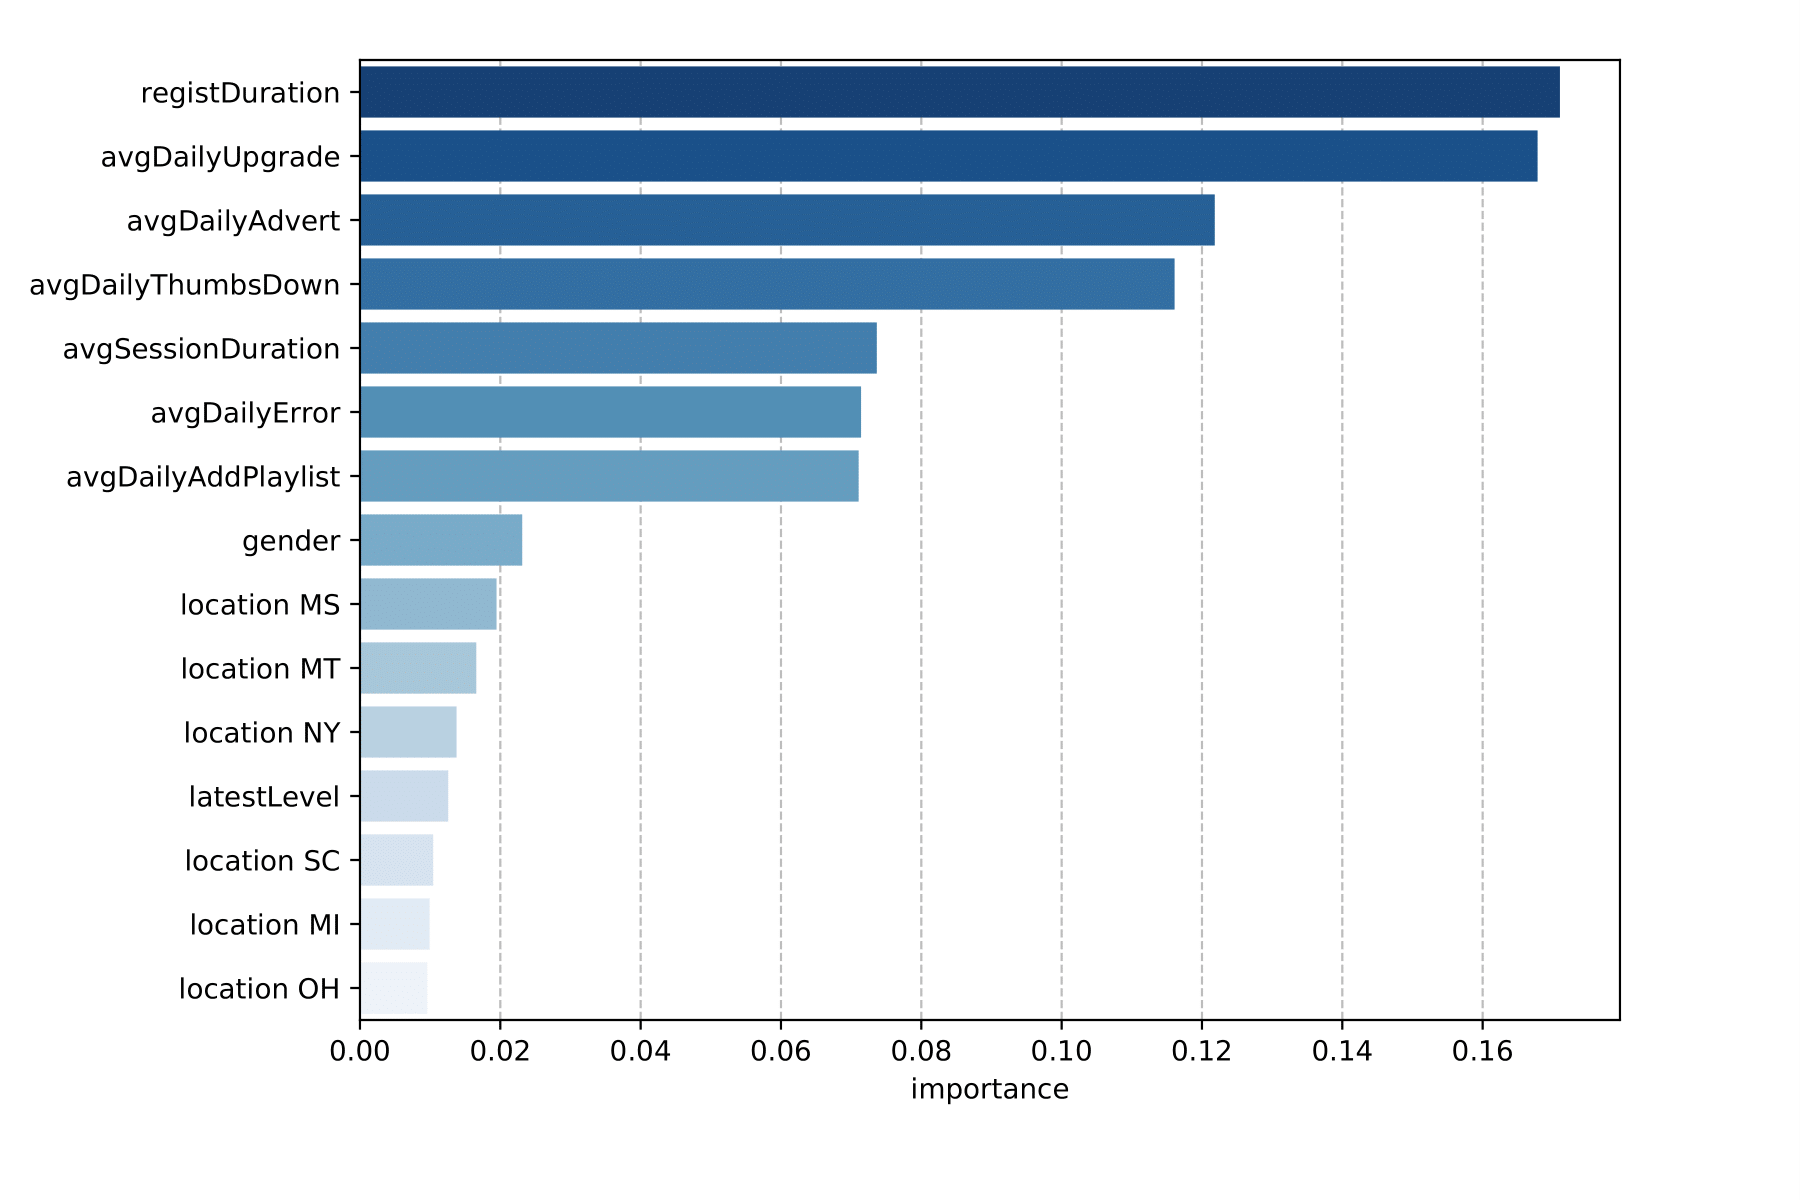 registDuration
avgDailyUpgrade
avgDailyAdvert
avgDailyThumbsDown
avgSessionDuration
avgDailyError
avgDailyAddPlaylist
gender
location MS
location MT
location NY
latestLevel
location SC
location MI
location OH
0.00 0.02 0.04 0.06 0.08 0.10 0.12 0.14 0.16
importance